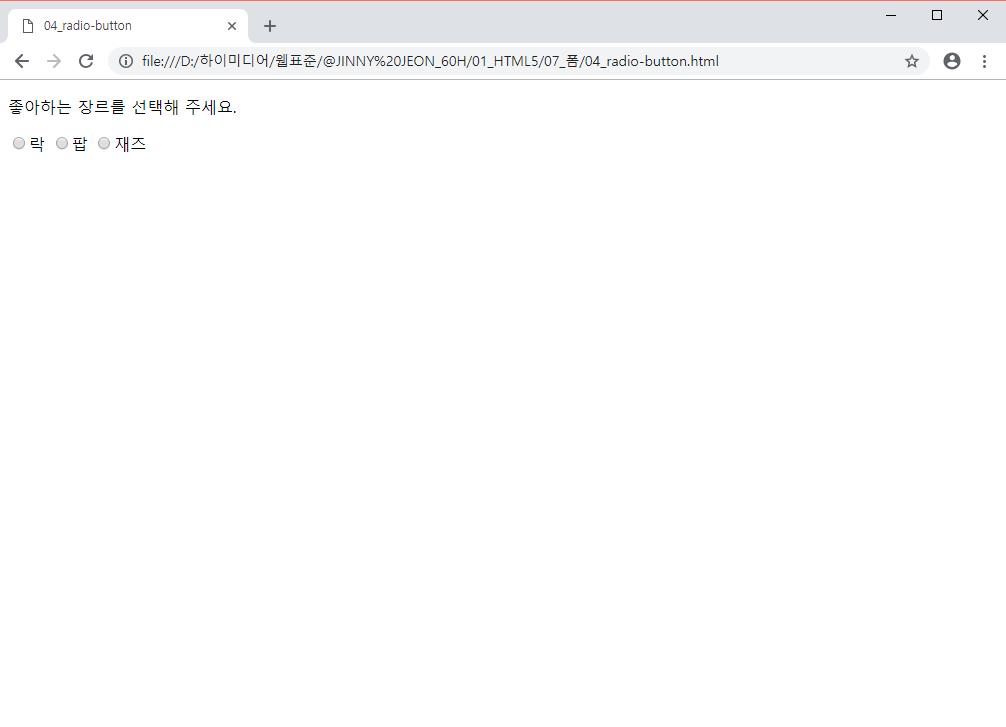 04_radio-button
file:///D:/하이미디어/웹표준/@JINNY%20JEON_60H/01_HTML5/07_폼/04_radio-button.html
좋아하는 장르를 선택해 주세요.
락 팝 재즈